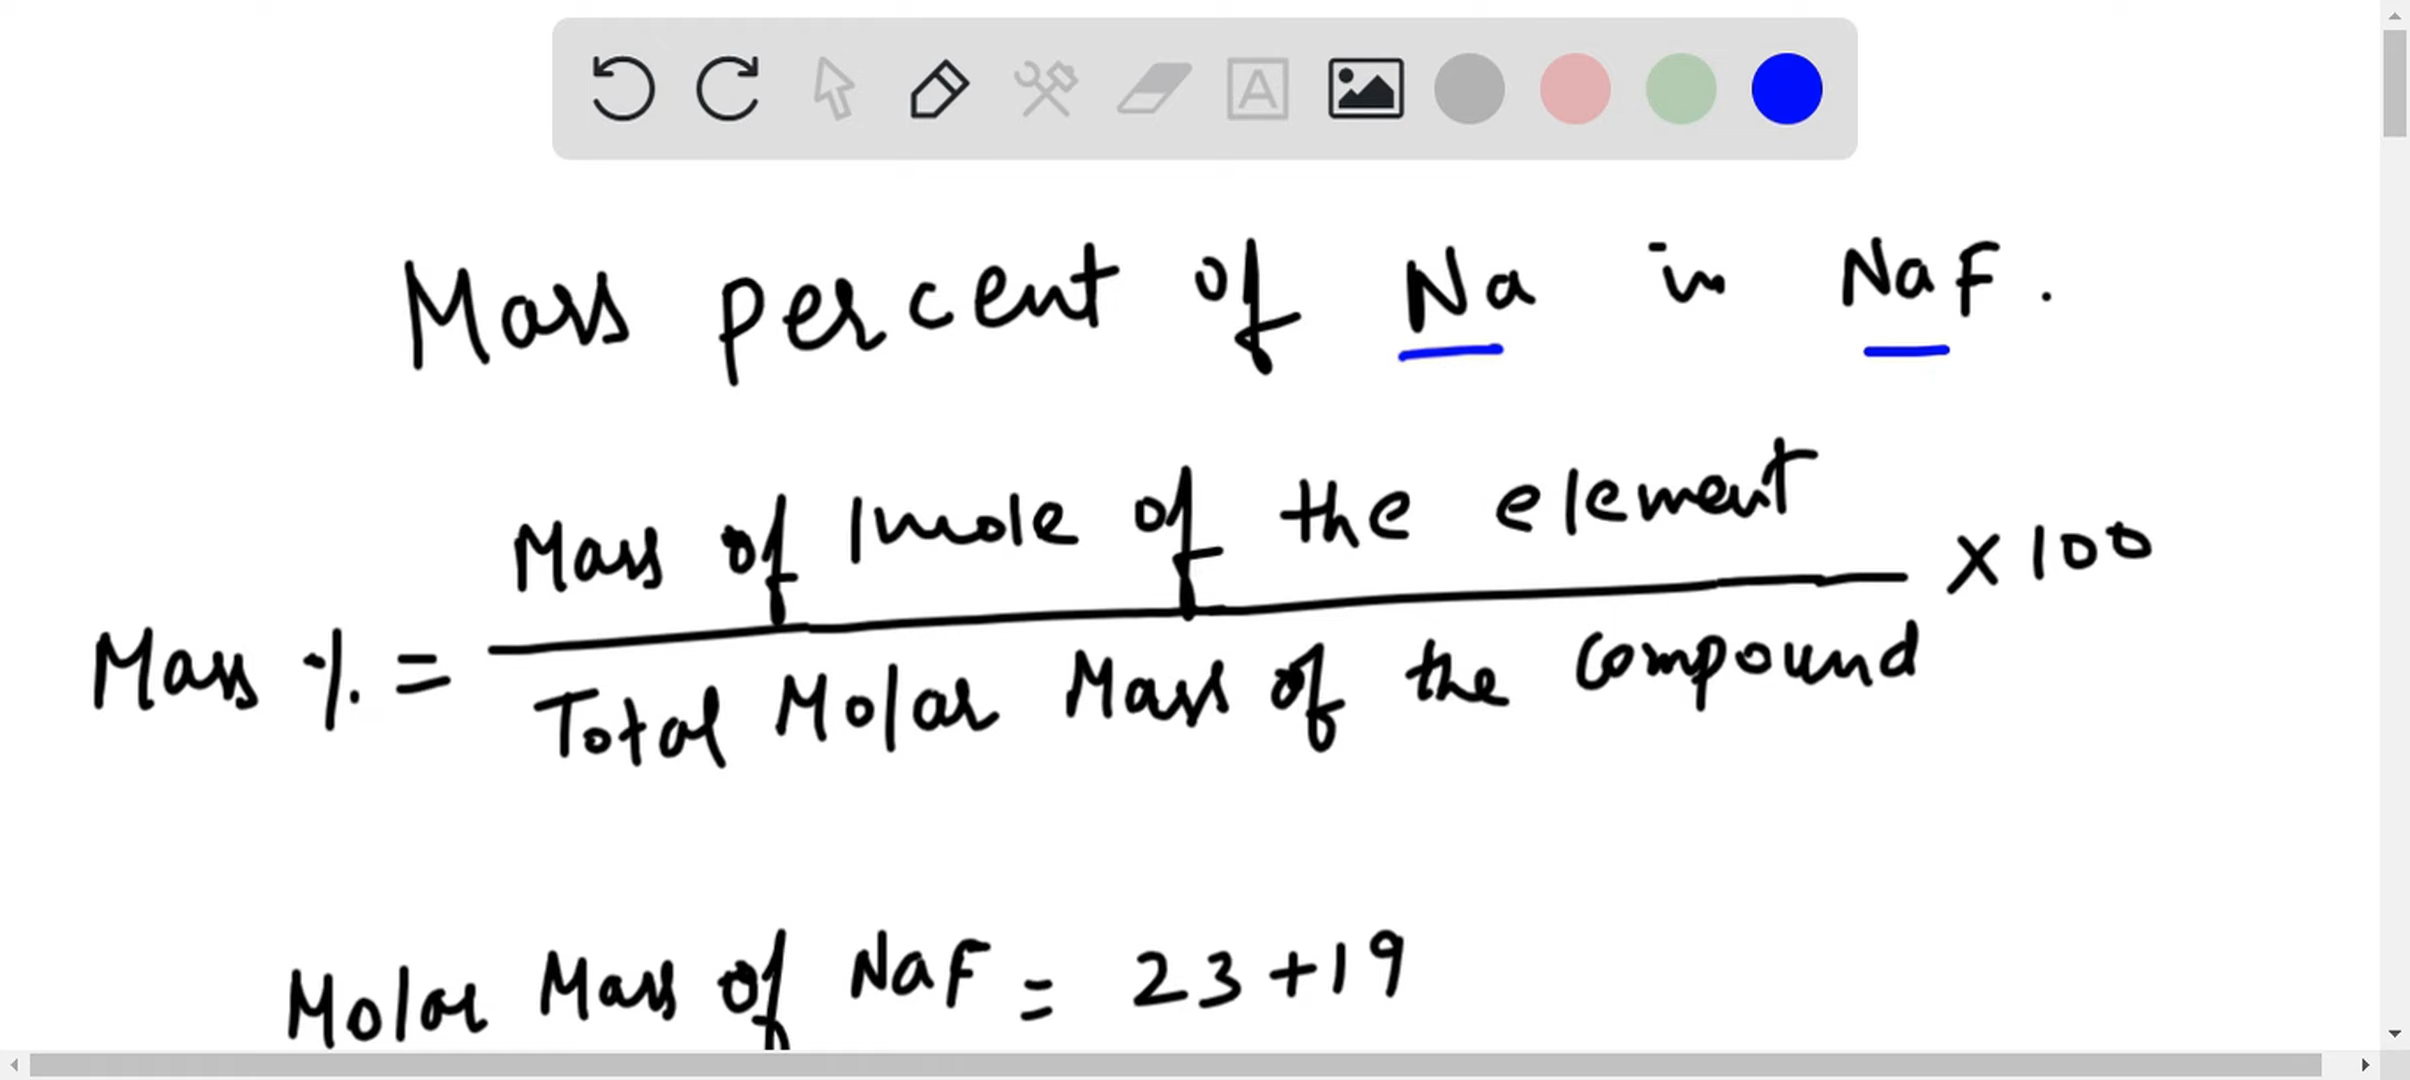 A
Mass percent of Na in NaF.
Mass of 1mole of the element
Mass %. = × 100
Total Molar Mass of the compound
Molar Mass of NaF = 23 + 19